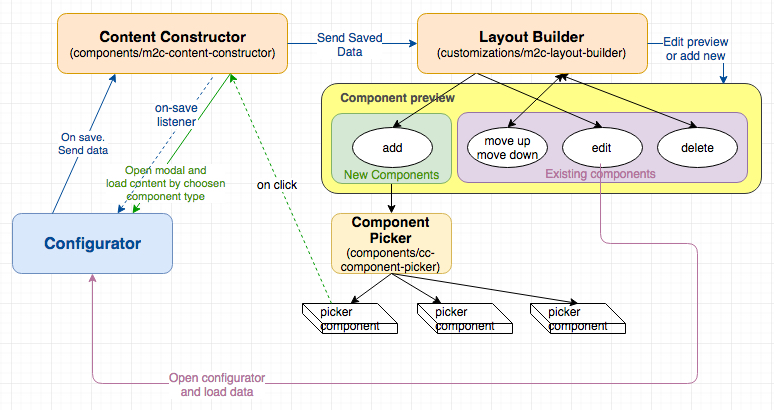 Content Constructor
(components/m2c-content-constructor)
Send Saved
Data
Layout Builder
(customizations/m2c-layout-builder)
Edit preview
or add new
Component preview
add
New Components
move up
move down
edit
delete
Existing components
on-save
listener
On save.
Send data
Open modal and
load content by choosen
component type
on click
Configurator
Component
Picker
(components/cc-
component-picker)
picker
component
picker
component
picker
component
Open configurator
and load data